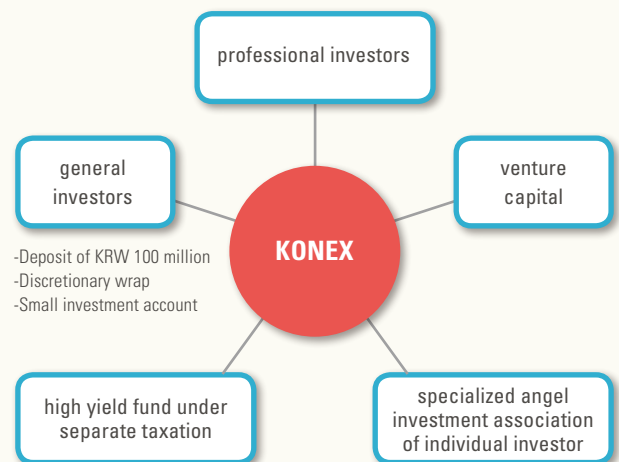 professional investors
general
investors
venture
capital
KONEX
-Deposit of KRW 100 million
-Discretionary wrap
-Small investment account
high yield fund under
separate taxation
specialized angel
investment association
of individual investor